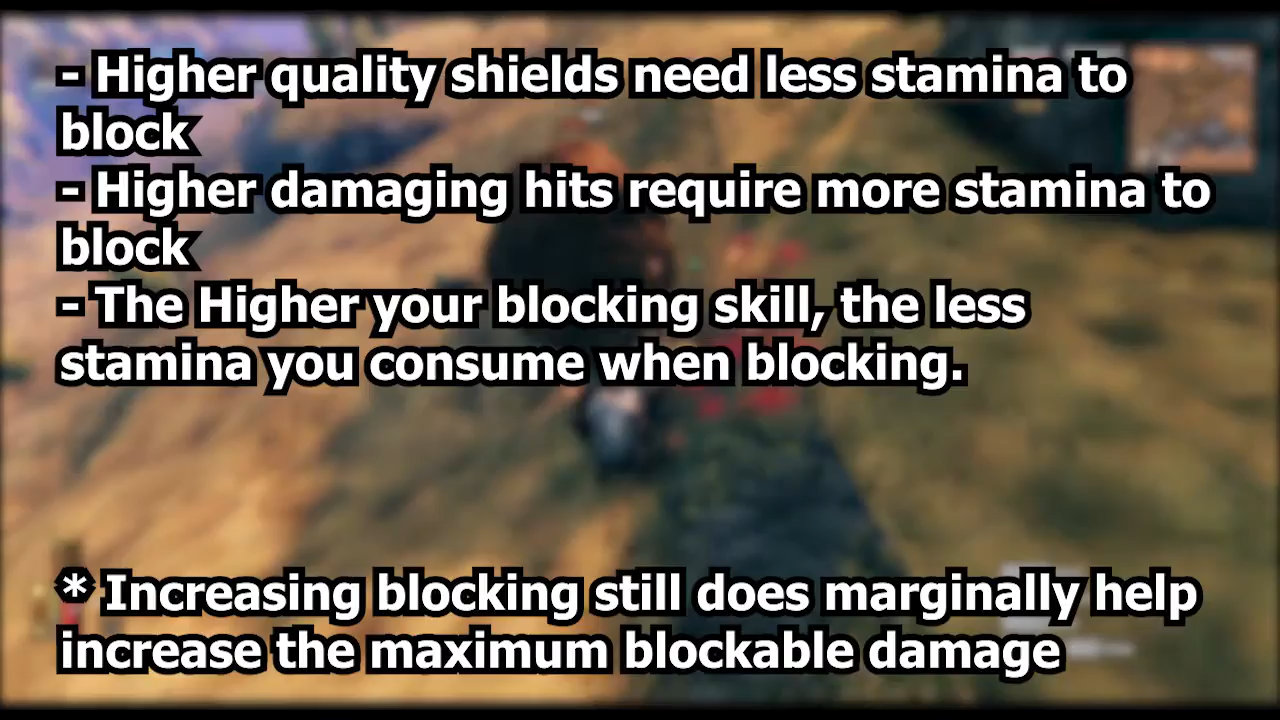 - Higher quality shields need less stamina to
block
- Higher damaging hits require more stamina to
block
- The Higher your blocking skill, the less
stamina you consume when blocking.
* Increasing blocking still does marginally help
increase the maximum blockable damage